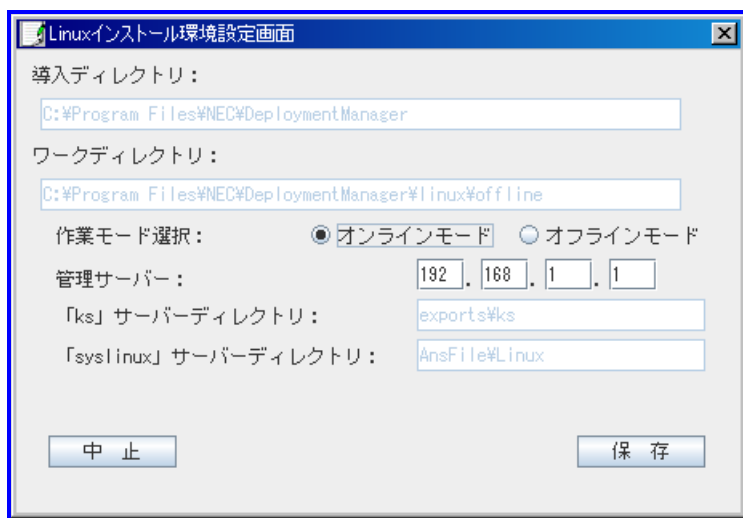 Linuxインストール環境設定画面
導入ディレクトリ：
C:¥Program Files¥NEC¥DeploymentManager
ワークディレクトリ：
C:¥Program Files¥NEC¥DeploymentManager¥linux¥offline
作業モード選択： オンラインモード オフラインモード
管理サーバー： 192 . 168 . 1 . 1
「ks」サーバーディレクトリ： exports¥ks
「syslinux」サーバーディレクトリ： AnsFile¥Linux
中 止 保 存